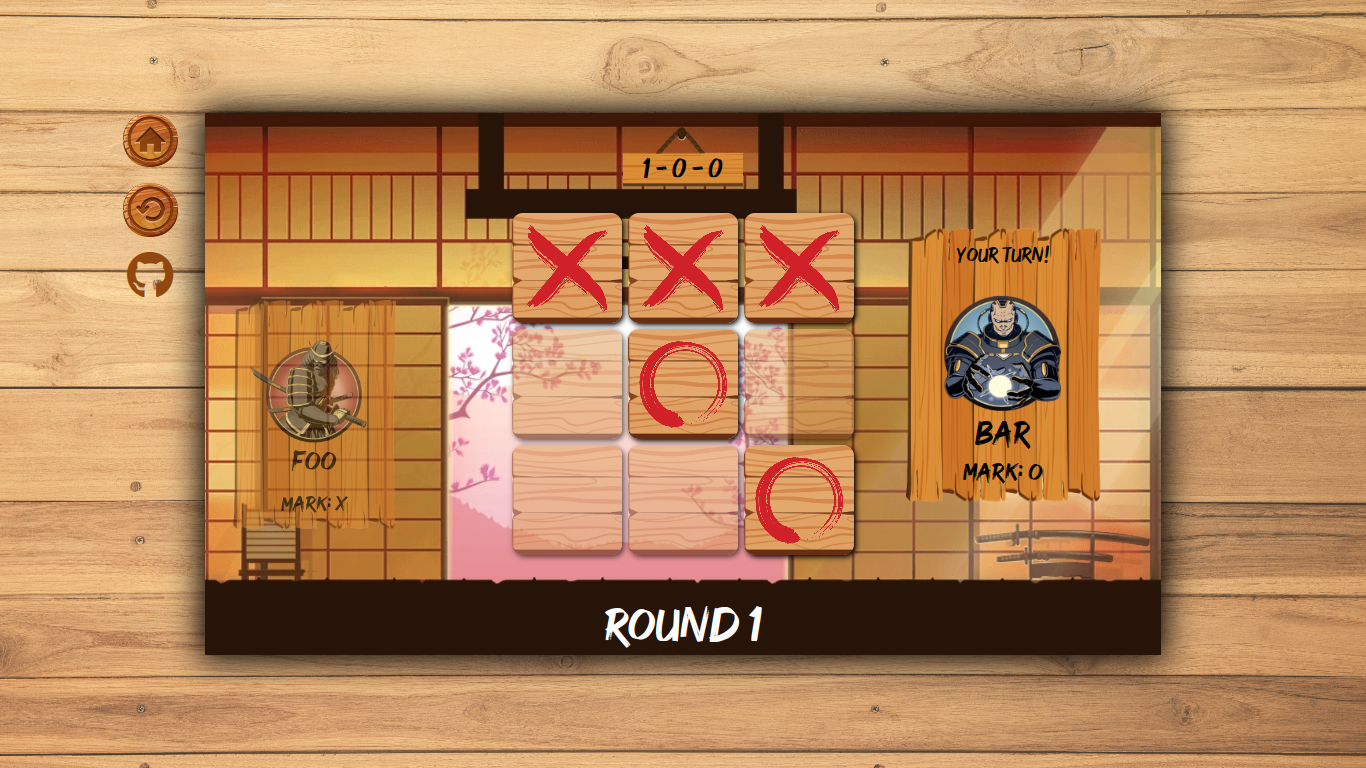 1-0-0
YOUR TURN!
BAR
MARK: O
FOO
MARK: X
ROUND 1